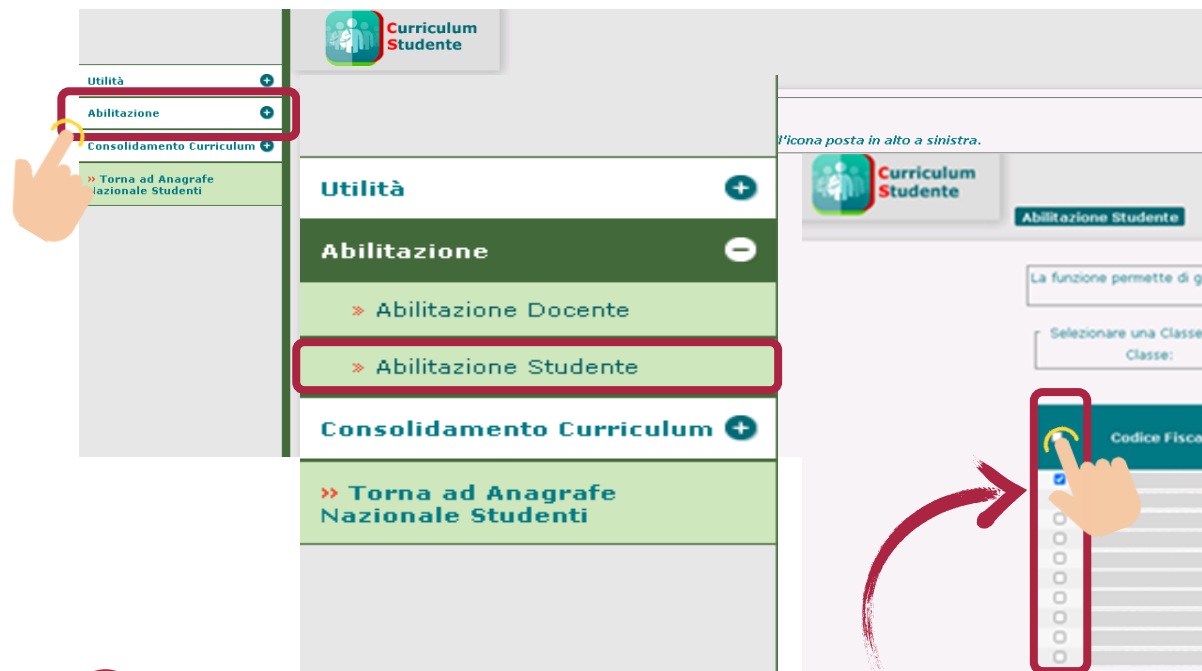 Curriculum
Studente
Utilità
Abilitazione
Consolidamento Curriculum
» Torna ad Anagrafe
Nazionale Studenti
Utilità
Abilitazione
» Abilitazione Docente
» Abilitazione Studente
Consolidamento Curriculum
» Torna ad Anagrafe
Nazionale Studenti
l'icona posta in alto a sinistra.
Curriculum
Studente
Abilitazione Studente
La funzione permette di g
Selezionare una Classe
Classe:
Codice Fisca